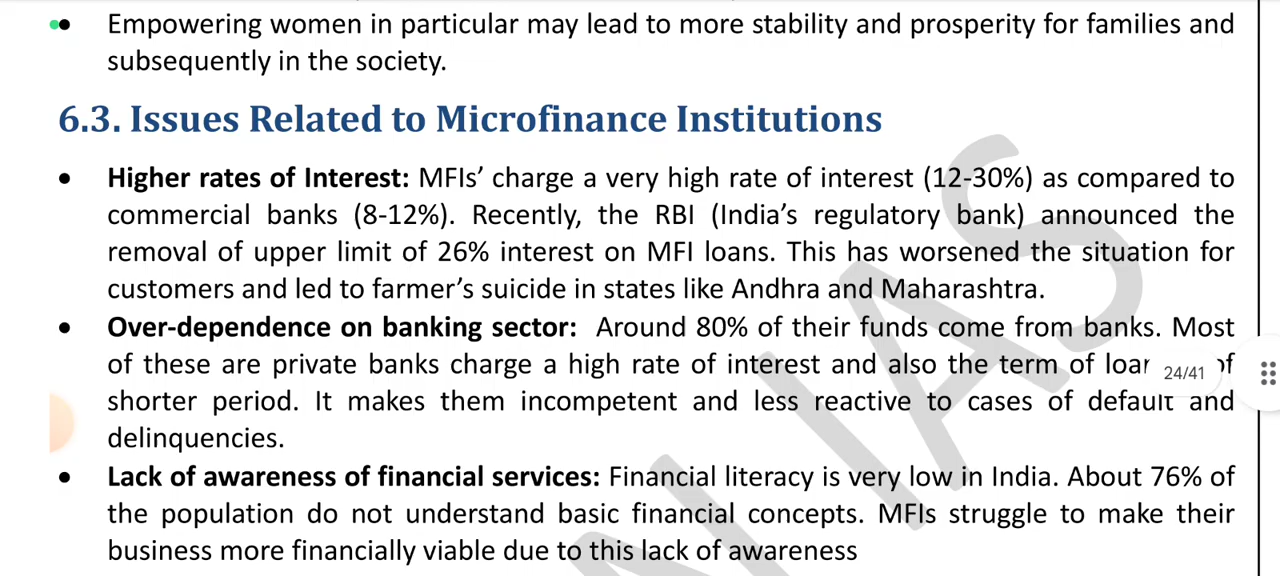 • Empowering women in particular may lead to more stability and prosperity for families and
subsequently in the society.
6.3. Issues Related to Microfinance Institutions
• Higher rates of Interest: MFIs’ charge a very high rate of interest (12-30%) as compared to
commercial banks (8-12%). Recently, the RBI (India’s regulatory bank) announced the
removal of upper limit of 26% interest on MFI loans. This has worsened the situation for
customers and led to farmer’s suicide in states like Andhra and Maharashtra.
• Over-dependence on banking sector: Around 80% of their funds come from banks. Most
of these are private banks charge a high rate of interest and also the term of
24/41
shorter period. It makes them incompetent and less reactive to cases of default and
delinquencies.
• Lack of awareness of financial services: Financial literacy is very low in India. About 76% of
the population do not understand basic financial concepts. MFIs struggle to make their
business more financially viable due to this lack of awareness
IAS